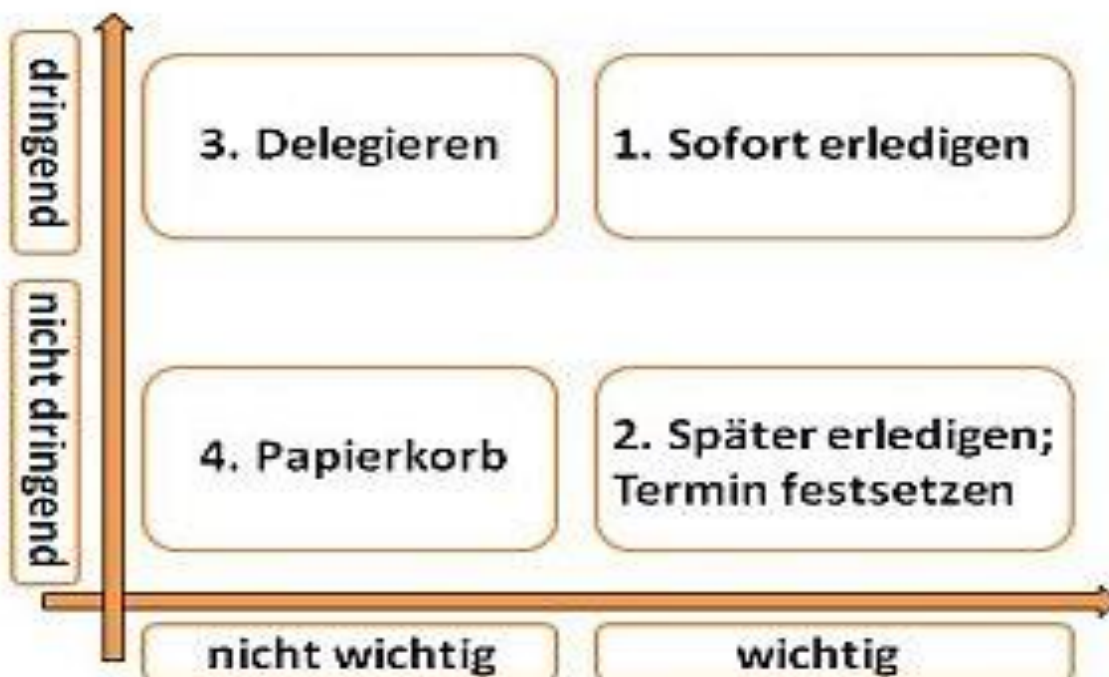 dringend
3. Delegieren
1. Sofort erledigen
nicht dringend
4. Papierkorb
2. Später erledigen;
Termin festsetzen
nicht wichtig
wichtig